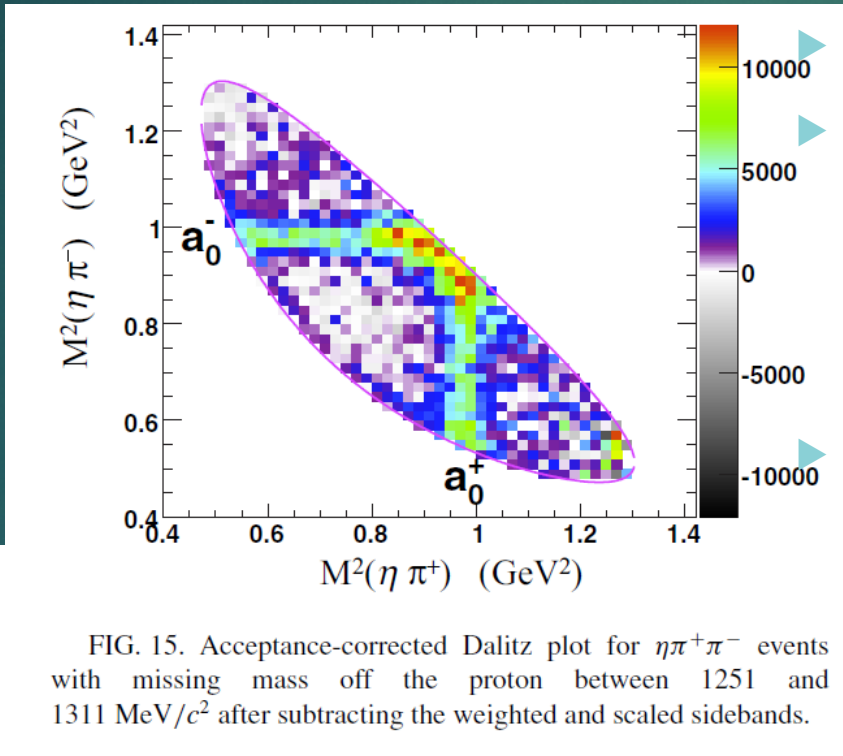 1.4
1.2
1
0.8
0.6
0.4
0.4 0.6 0.8 1 1.2 1.4
M²(η π⁻) (GeV²)
M²(η π⁺) (GeV²)
a₀⁻
a₀⁺
10000
5000
0
-5000
-10000
FIG. 15. Acceptance-corrected Dalitz plot for ηπ⁺π⁻ events
with missing mass off the proton between 1251 and
1311 MeV/c² after subtracting the weighted and scaled sidebands.